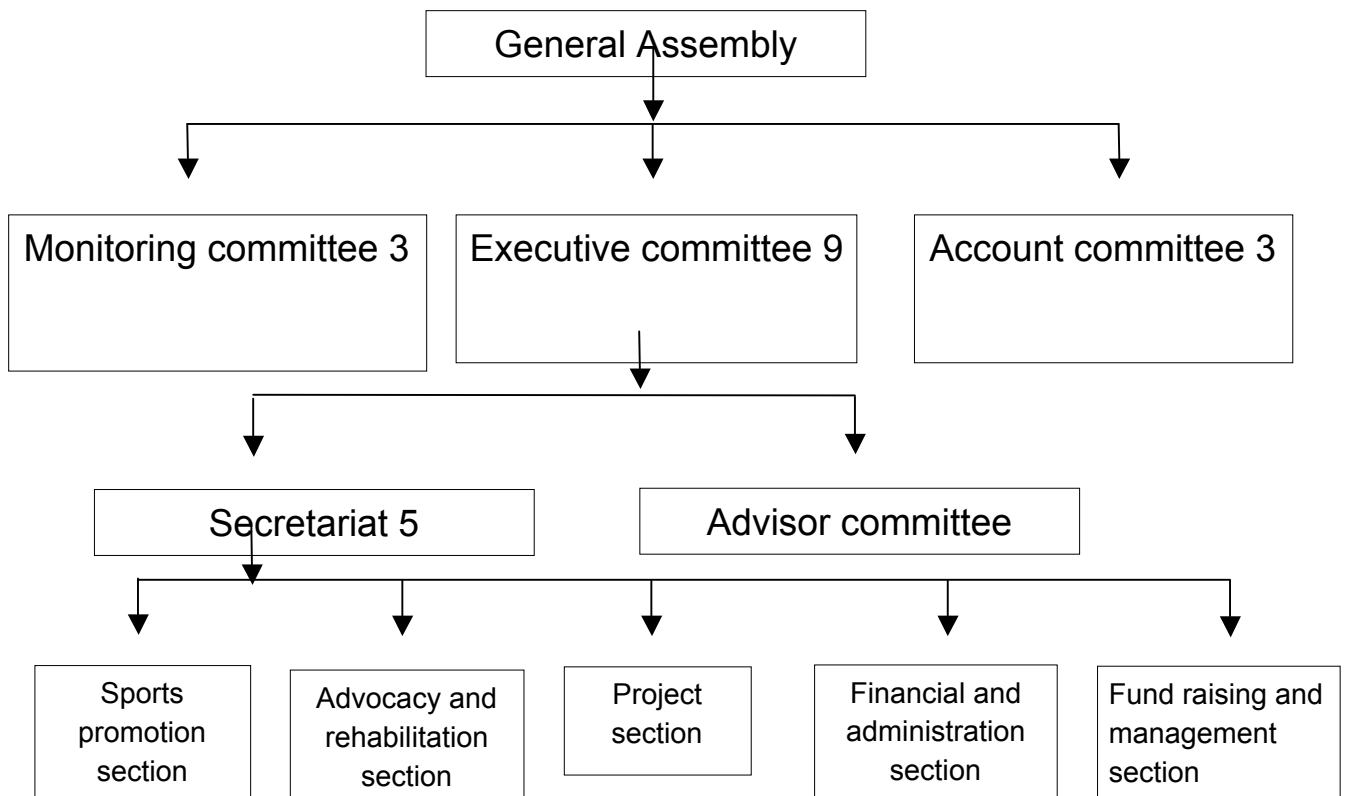 General Assembly
Monitoring committee 3
Executive committee 9
Account committee 3
Secretariat 5
Advisor committee
Sports
promotion
section
Advocacy and
rehabilitation
section
Project
section
Financial and
administration
section
Fund raising and
management
section